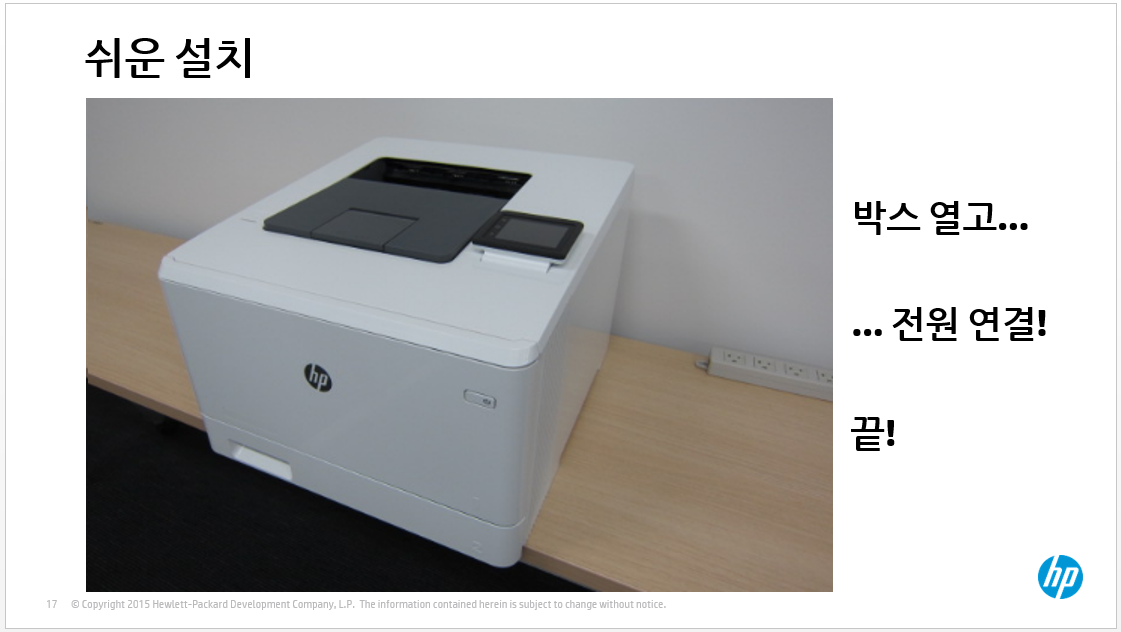 쉬운 설치
박스 열고...
... 전원 연결!
끝!
hp
hp
17 © Copyright 2015 Hewlett-Packard Development Company, L.P. The information contained herein is subject to change without notice.